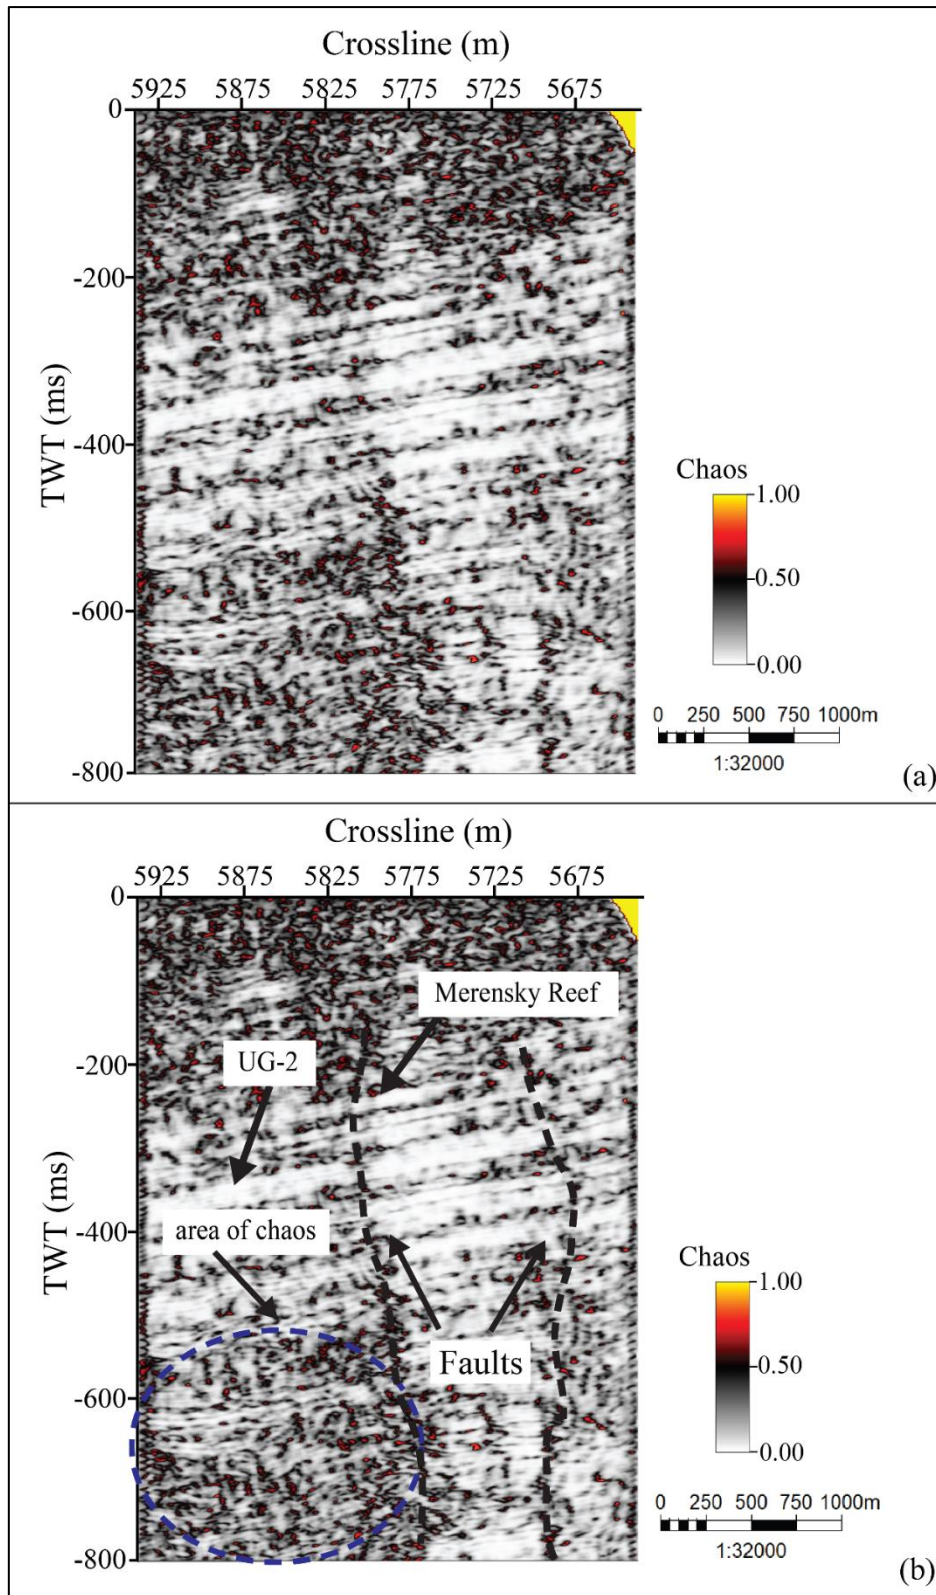 Crossline (m)
5925 5875 5825 5775 5725 5675
0
-200
-400
-600
-800
TWT (ms)
Chaos
1.00
0.50
0.00
0 250 500 750 1000m
1:32000
(a)
Crossline (m)
5925 5875 5825 5775 5725 5675
0
-200
-400
-600
-800
TWT (ms)
Merensky Reef
UG-2
area of chaos
Faults
Chaos
1.00
0.50
0.00
0 250 500 750 1000m
1:32000
(b)